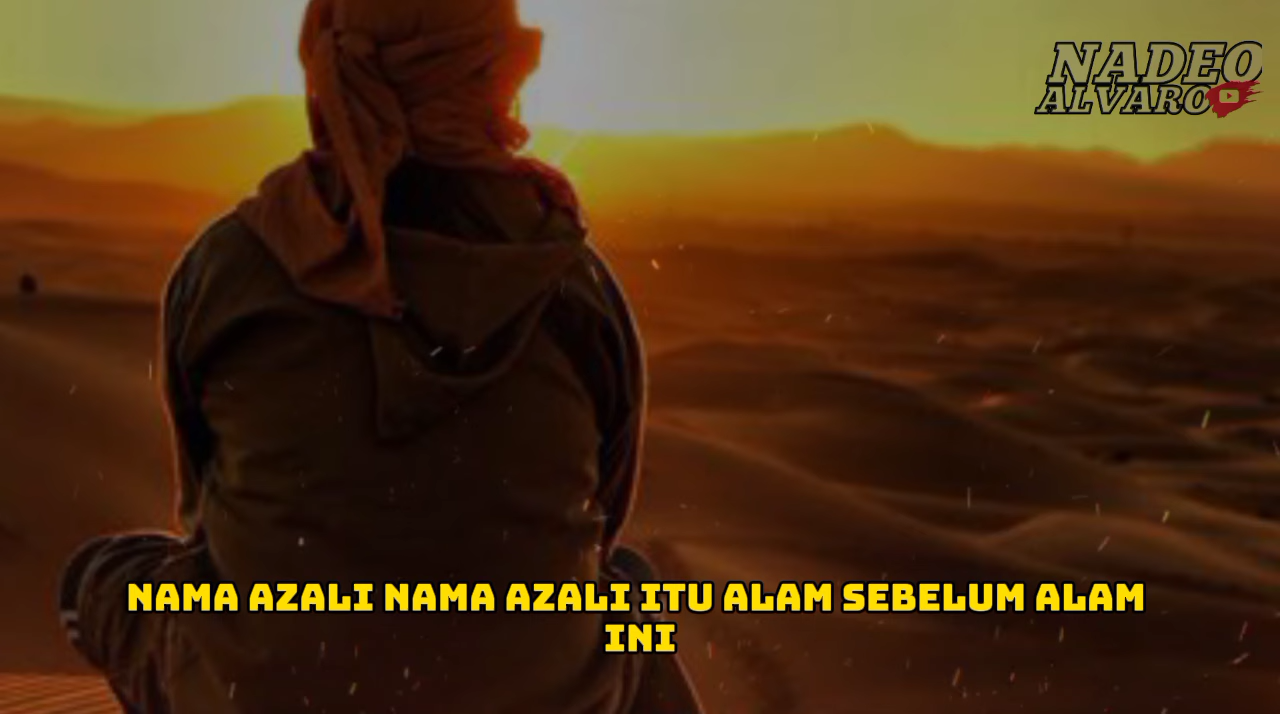 NADEO
ALVARO
NAMA AZALI NAMA AZALI ITU ALAM SEBELUM ALAM
INI